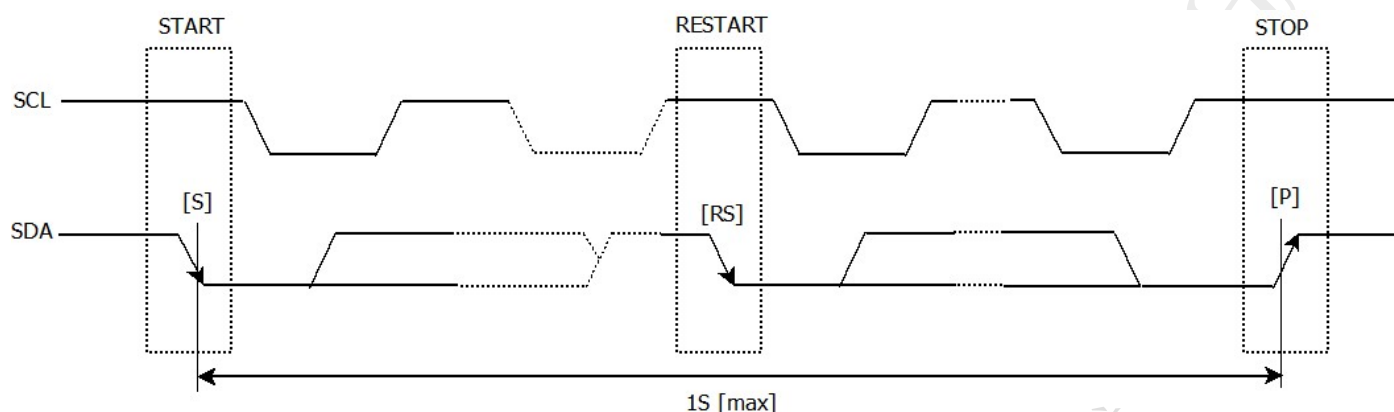 START RESTART STOP
SCL
[S] [RS] [P]
SDA
1S [max]